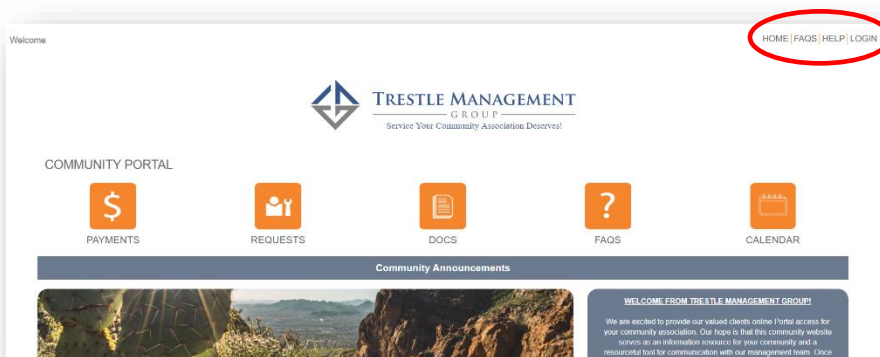 Welcome
HOME | FAQS | HELP | LOGIN
TRESTLE MANAGEMENT
GROUP
Service Your Community Association Deserves!
COMMUNITY PORTAL
PAYMENTS
REQUESTS
DOCS
FAQS
CALENDAR
Community Announcements
WELCOME FROM TRESTLE MANAGEMENT GROUP!
We are excited to provide our valued clients online Portal access for
your community association. Our hope is that this community website
serves as an information resource for your community and a
resourceful tool for communication with our management team. Once